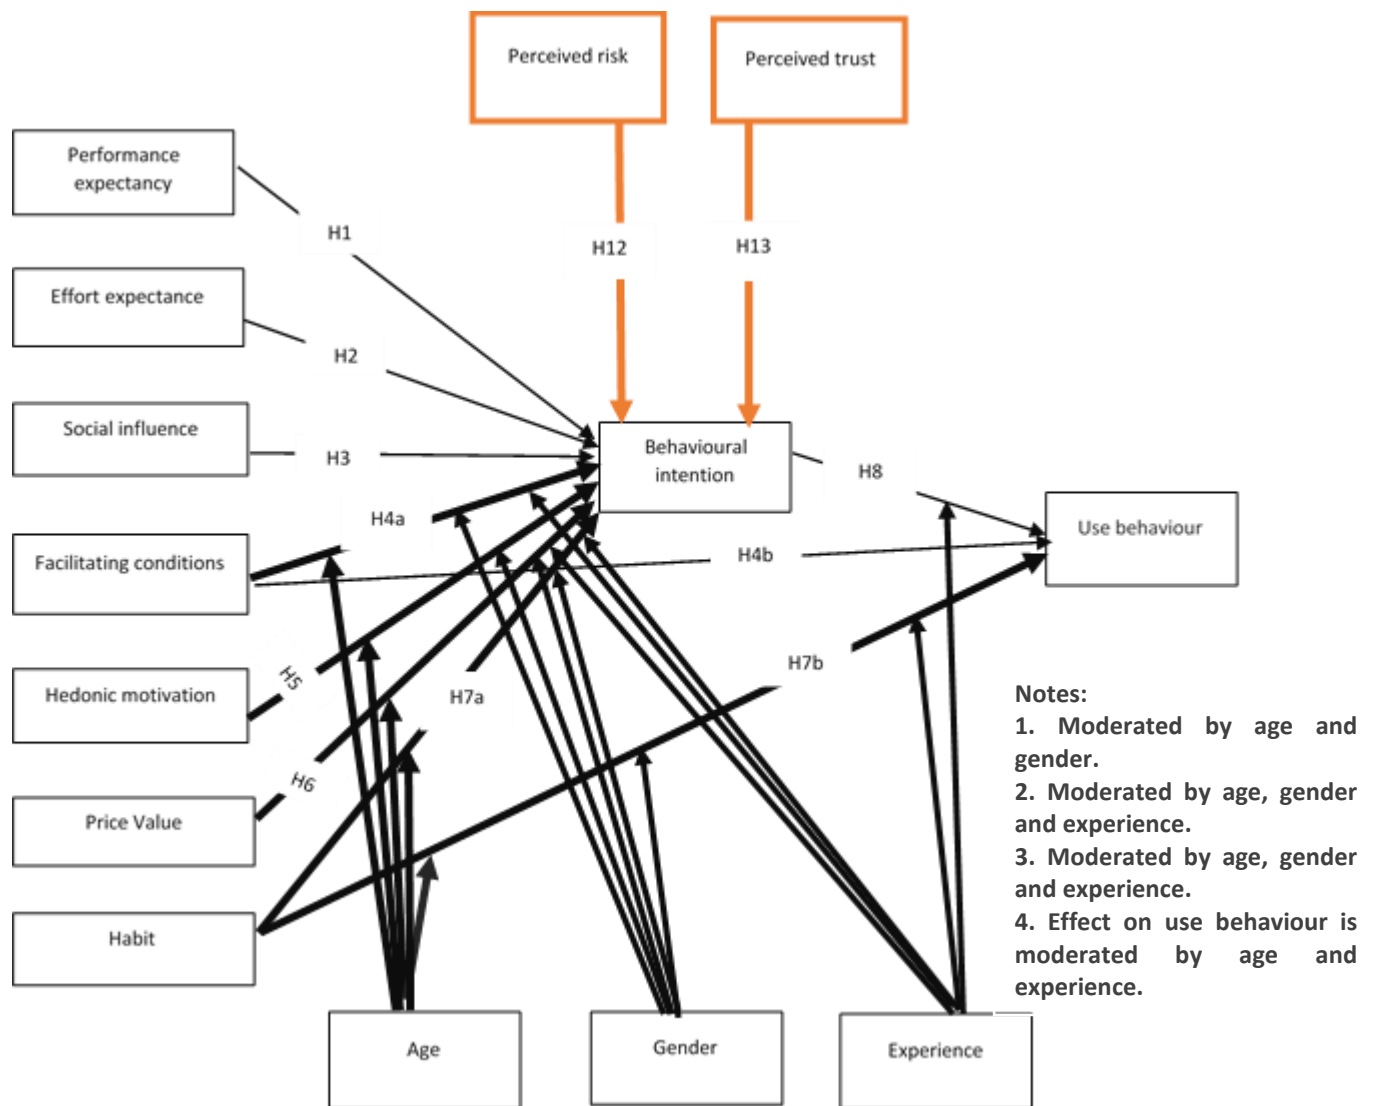 Perceived risk
Perceived trust
Performance
expectancy
H1
H12
H13
Effort expectance
H2
Social influence
H3
Behavioural
intention
H8
H4a
Use behaviour
Facilitating conditions
H4b
Hedonic motivation
H5
H7a
H7b
H6
Price Value
Habit
Notes:
1. Moderated by age and
gender.
2. Moderated by age, gender
and experience.
3. Moderated by age, gender
and experience.
4. Effect on use behaviour is
moderated by age and
experience.
Age
Gender
Experience